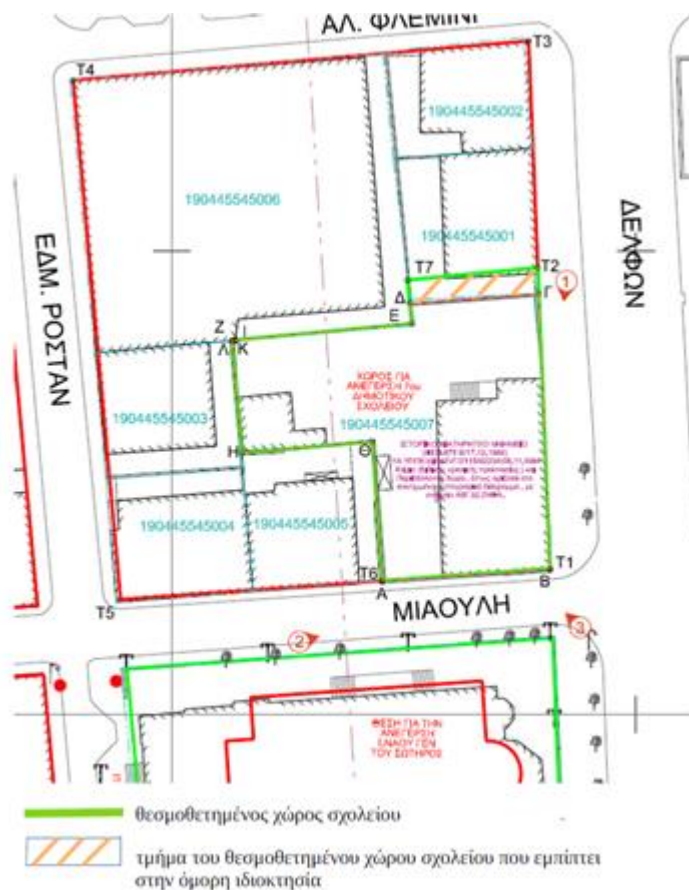 ΑΛ. ΦΛΕΜΙΝΓ
T4
T3
190445545002
190445545006
190445545001
ΔΕΛΦΩΝ
ΕΔΜ. ΡΟΣΤΑΝ
T7
T2
1
Δ
Γ
Ε
Ζ
Λ
Κ
ΧΩΡΟΣ ΓΙΑ
ΑΝΕΓΕΡΣΗ 7ου
ΔΗΜΟΤΙΚΟΥ
ΣΧΟΛΕΙΟΥ
190445545003
190445545007
Η
Θ
190445545004
190445545005
T6
T1
Α
Β
T5
ΜΙΑΟΥΛΗ
2
3
ΘΕΣΗ ΓΙΑ ΤΗΝ
ΑΝΕΓΕΡΣΗ
ΤΟΥ ΣΩΤΗΡΟΣ
θεσμοθετημένος χώρος σχολείου
τμήμα του θεσμοθετημένου χώρου σχολείου που εμπίπτει
στην όμορη ιδιοκτησία